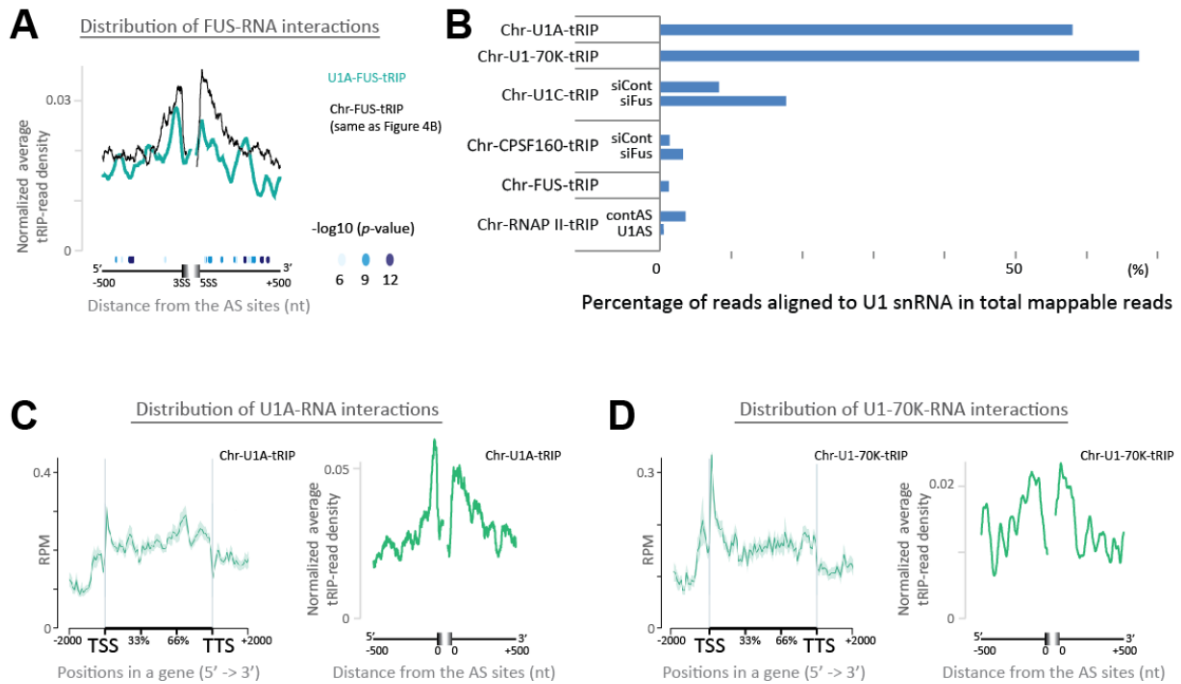 A
Distribution of FUS-RNA interactions
U1A-FUS-tRIP
Chr-FUS-tRIP
(same as Figure 4B)
0.03
0
Normalized average
tRIP-read density
-log10 (p-value)
6 9 12
5′ 3′
-500 3SS 5SS +500
Distance from the AS sites (nt)
B
Chr-U1A-tRIP
Chr-U1-70K-tRIP
Chr-U1C-tRIP
siCont
siFus
Chr-CPSF160-tRIP
siCont
siFus
Chr-FUS-tRIP
Chr-RNAP II-tRIP
contAS
U1AS
0 50 (%)
Percentage of reads aligned to U1 snRNA in total mappable reads
C
Distribution of U1A-RNA interactions
Chr-U1A-tRIP
0.4
RPM
0
-2000 TSS 33% 66% TTS +2000
Positions in a gene (5′ -> 3′)
Chr-U1A-tRIP
0.05
Normalized average
tRIP-read density
0
5′ 3′
-500 0 0 +500
Distance from the AS sites (nt)
D
Distribution of U1-70K-RNA interactions
Chr-U1-70K-tRIP
0.3
RPM
0
-2000 TSS 33% 66% TTS +2000
Positions in a gene (5′ -> 3′)
Chr-U1-70K-tRIP
0.02
Normalized average
tRIP-read density
0
5′ 3′
-500 0 0 +500
Distance from the AS sites (nt)